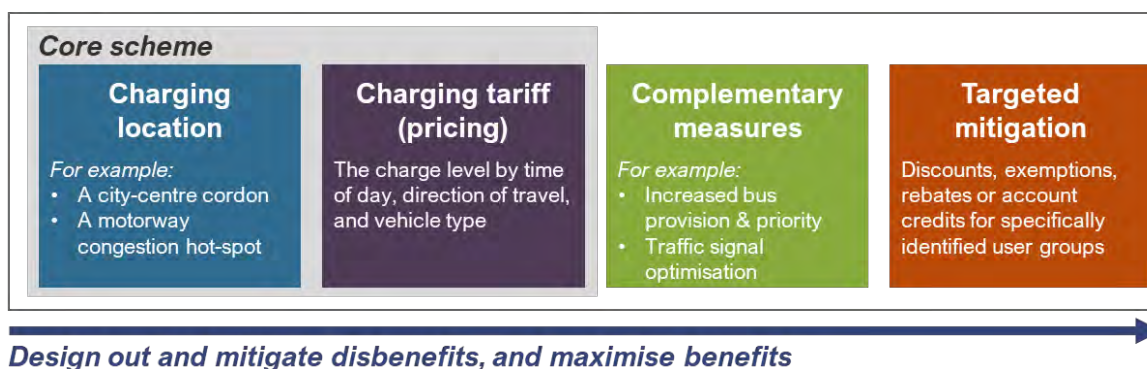 Core scheme
Charging
location
For example:
• A city-centre cordon
• A motorway
congestion hot-spot
Charging tariff
(pricing)
The charge level by time
of day, direction of travel,
and vehicle type
Complementary
measures
For example:
• Increased bus
provision & priority
• Traffic signal
optimisation
Targeted
mitigation
Discounts, exemptions,
rebates or account
credits for specifically
identified user groups
Design out and mitigate disbenefits, and maximise benefits